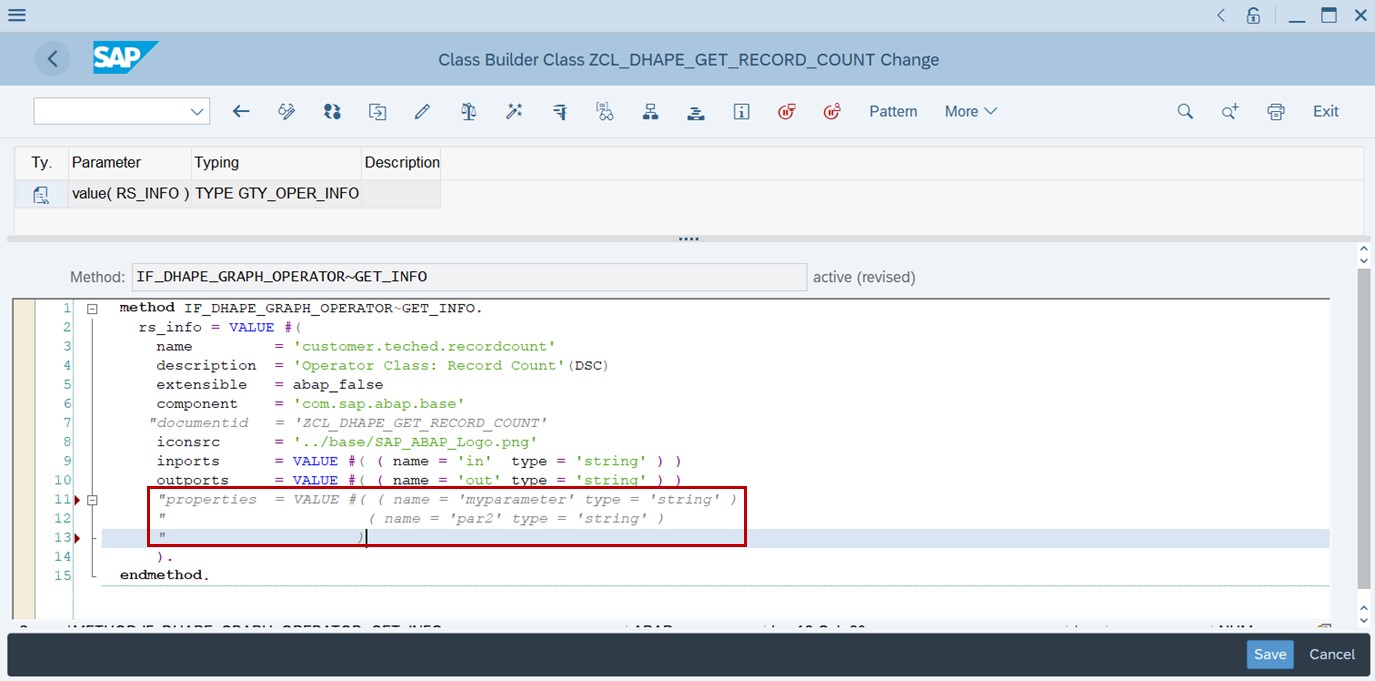 SAP
Class Builder Class ZCL_DHAPE_GET_RECORD_COUNT Change
Pattern More Exit
Ty. Parameter Typing Description
value( RS_INFO ) TYPE GTY_OPER_INFO
Method: IF_DHAPE_GRAPH_OPERATOR~GET_INFO active (revised)
1 method IF_DHAPE_GRAPH_OPERATOR~GET_INFO.
2 rs_info = VALUE #(
3 name = 'customer.teched.recordcount'
4 description = 'Operator Class: Record Count'(DSC)
5 extensible = abap_false
6 component = 'com.sap.abap.base'
7 "documentid = 'ZCL_DHAPE_GET_RECORD_COUNT'
8 iconsrc = '../base/SAP_ABAP_Logo.png'
9 inports = VALUE #( ( name = 'in' type = 'string' ) )
10 outports = VALUE #( ( name = 'out' type = 'string' ) )
11 "properties = VALUE #( ( name = 'myparameter' type = 'string' )
12 " ( name = 'par2' type = 'string' )
13 " )
14 ).
15 endmethod.
Save Cancel